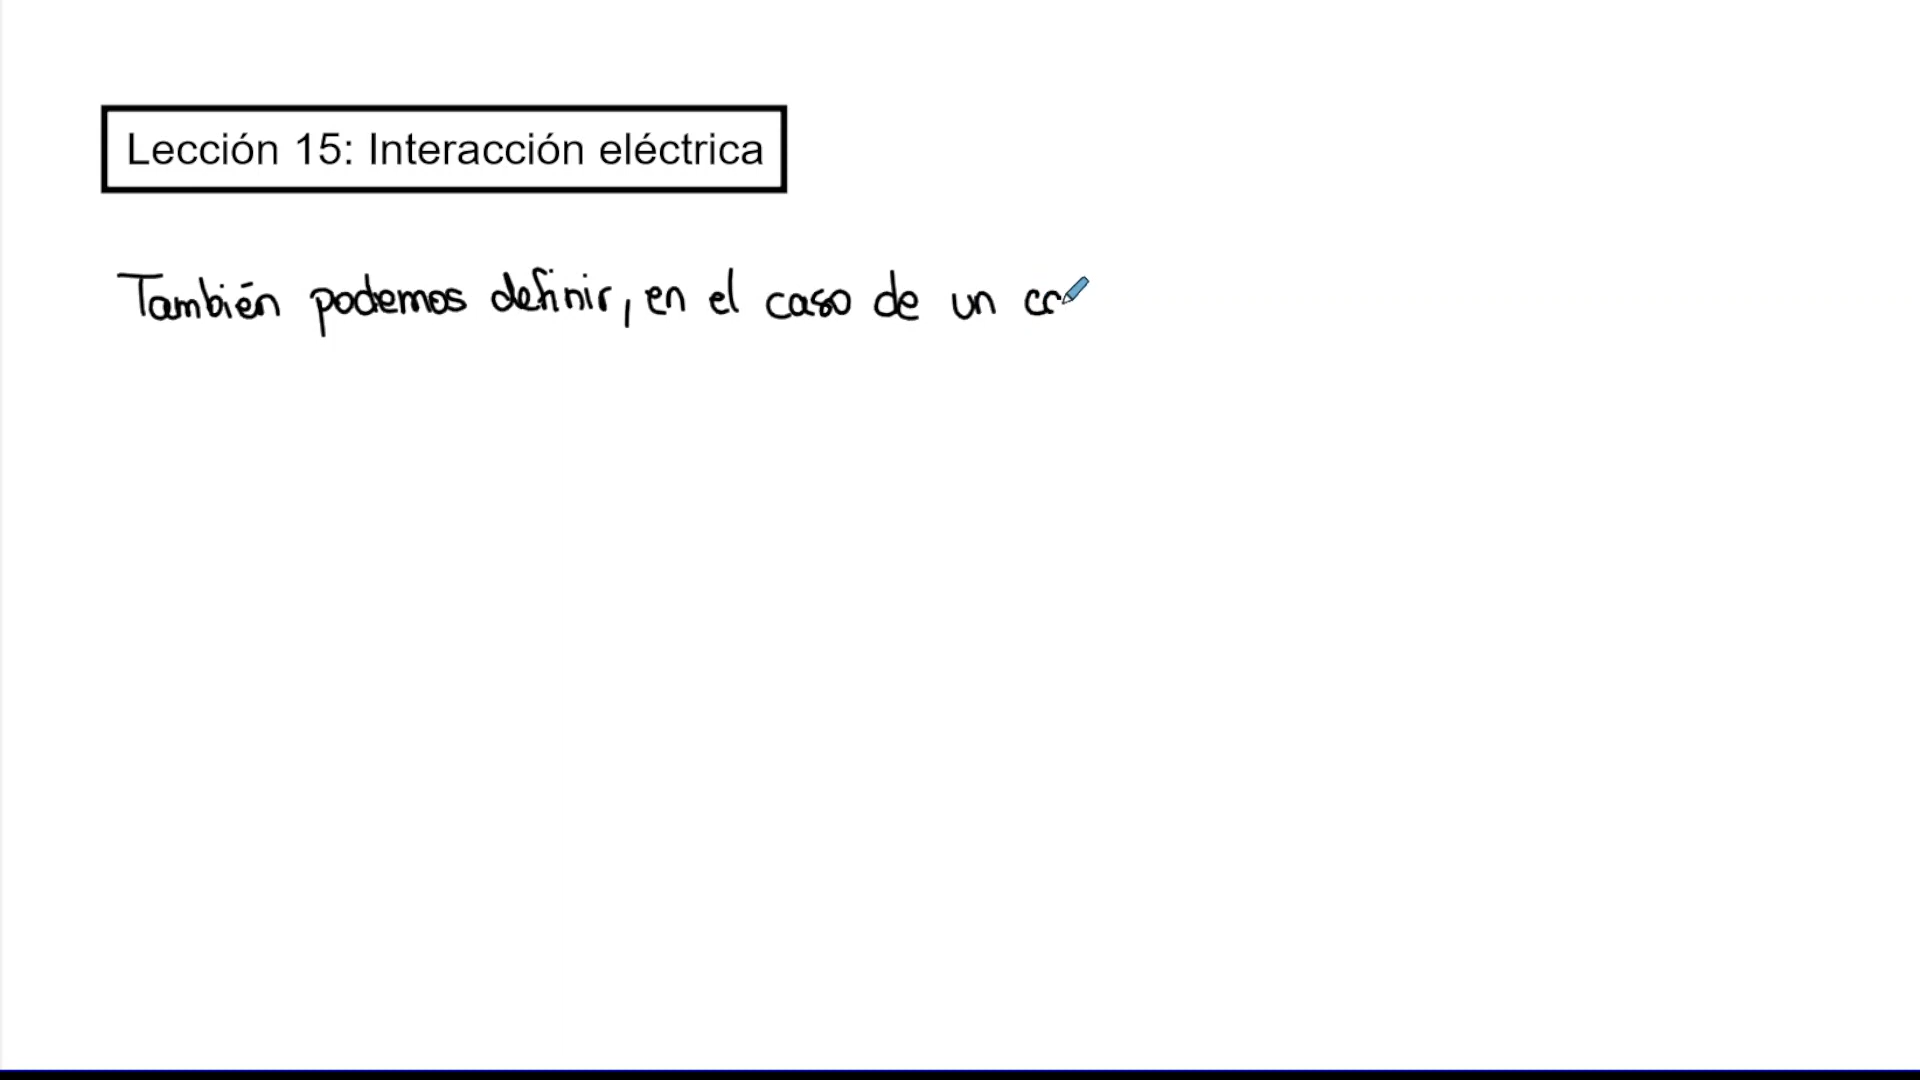 Lección 15: Interacción eléctrica
También podemos definir, en el caso de un